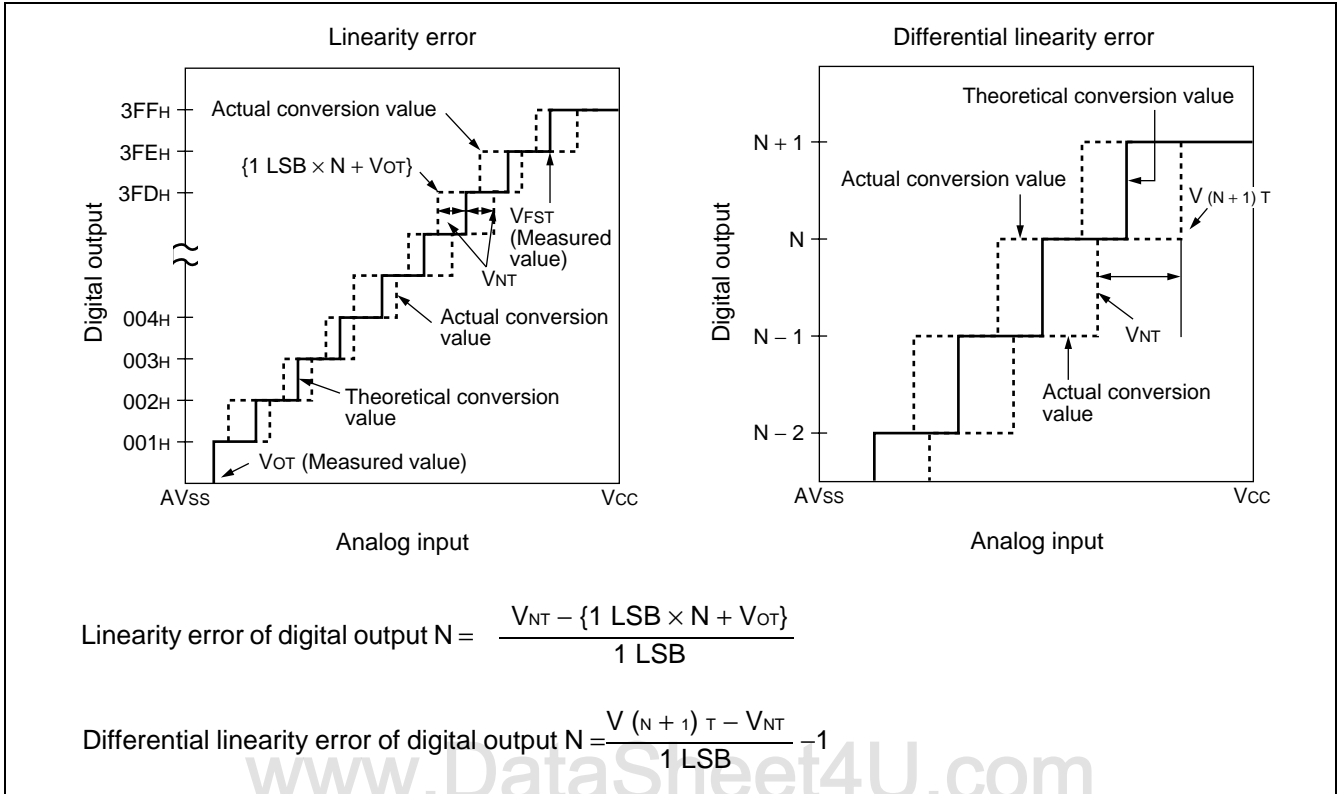 Linearity error
Differential linearity error
3FFH
3FEH
3FDH
004H
003H
002H
001H
Digital output
Actual conversion value
{1 LSB × N + VOT}
VFST
(Measured
value)
VNT
Actual conversion
value
Theoretical conversion
value
VOT (Measured value)
AVSS
VCC
Analog input
Theoretical conversion value
N + 1
Actual conversion value
V (N + 1) T
N
Digital output
N − 1
VNT
Actual conversion
value
N − 2
AVSS
VCC
Analog input
Linearity error of digital output N = VNT − {1 LSB × N + VOT}
1 LSB
Differential linearity error of digital output N = V (N + 1) T − VNT −1
1 LSB
www.DataSheet4U.com